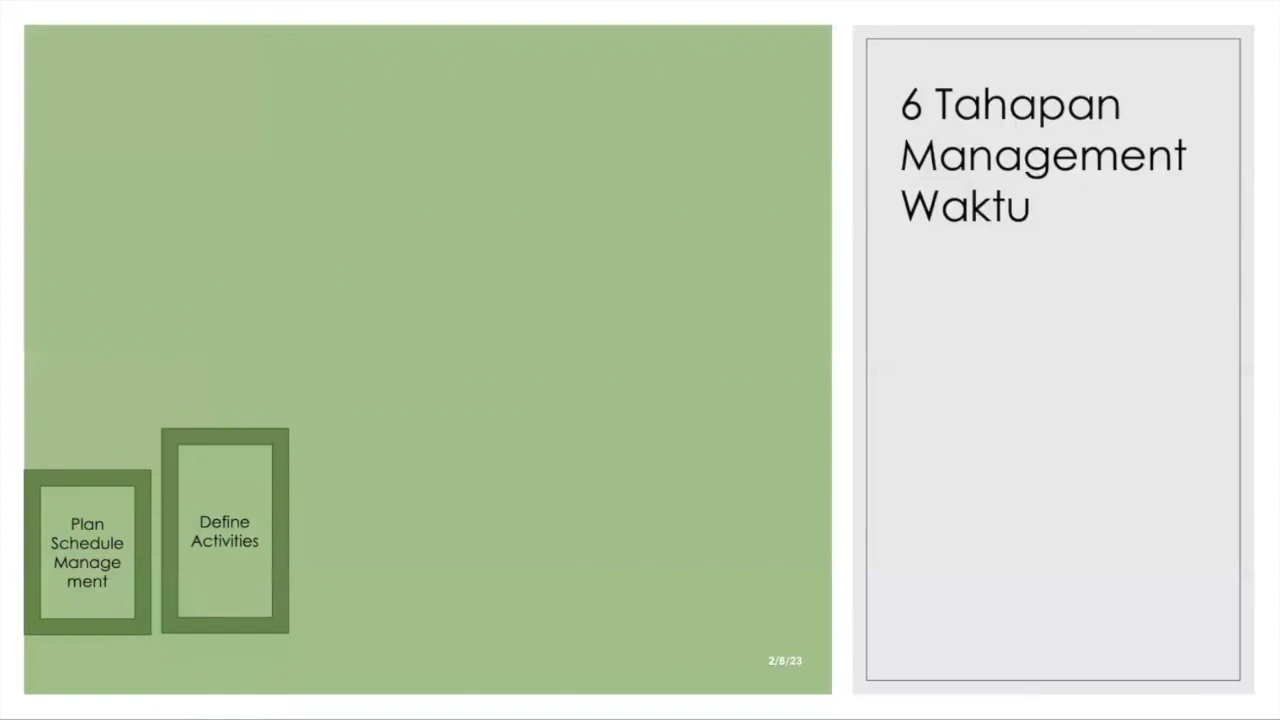 6 Tahapan
Management
Waktu
Plan
Schedule
Manage
ment
Define
Activities
2/8/23